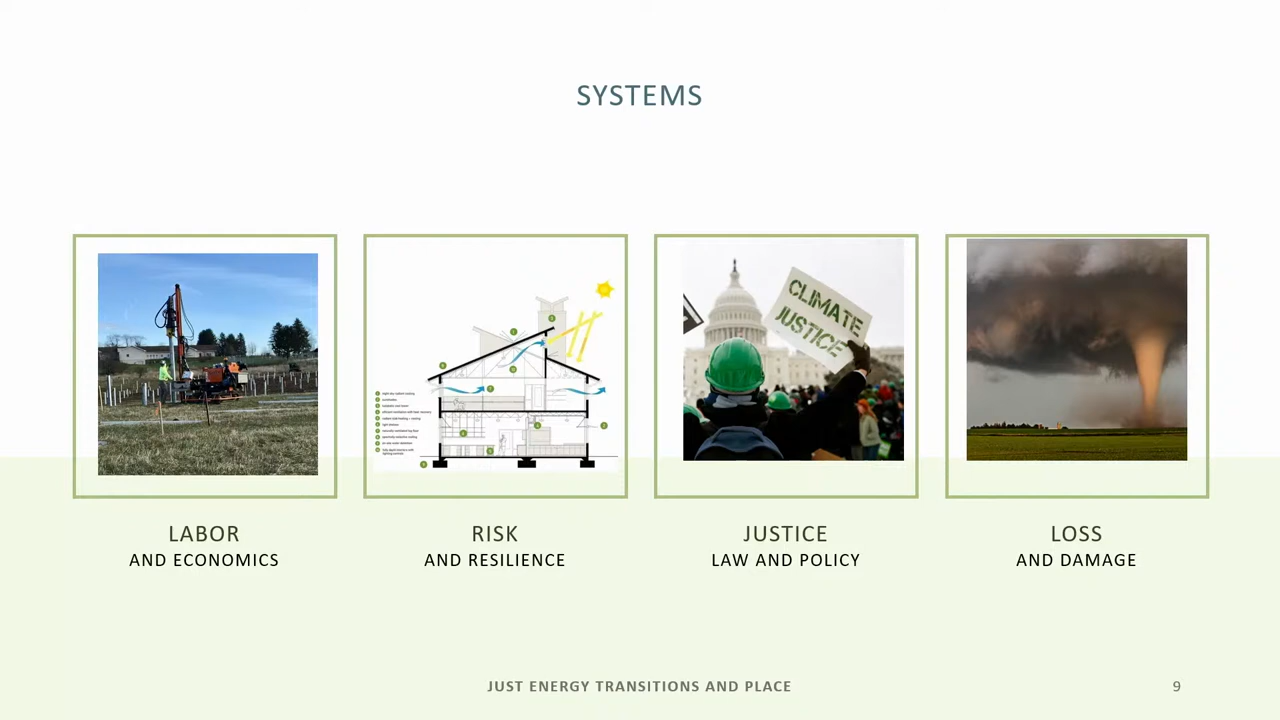 SYSTEMS
CLIMATE
JUSTICE
LABOR
AND ECONOMICS
RISK
AND RESILIENCE
JUSTICE
LAW AND POLICY
LOSS
AND DAMAGE
JUST ENERGY TRANSITIONS AND PLACE
9